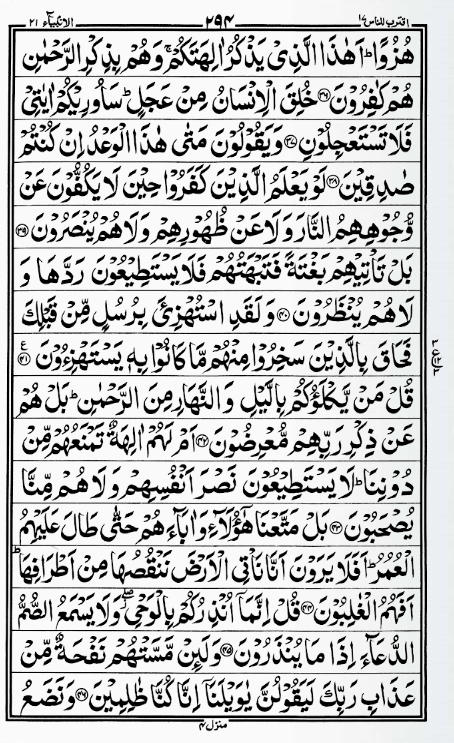 اقترب للناس ١٧ ٢٩٤ الانبیآء ٢١
هُزُوًا ؕ اَهٰذَا الَّذِیْ یَذْكُرُ اٰلِهَتَكُمْ ۚ وَهُمْ بِذِكْرِ الرَّحْمٰنِ
هُمْ كٰفِرُوْنَ ﴿۳۶﴾ خُلِقَ الْاِنْسَانُ مِنْ عَجَلٍ ؕ سَاُورِیْكُمْ اٰیٰتِیْ
فَلَا تَسْتَعْجِلُوْنِ ﴿۳۷﴾ وَیَقُوْلُوْنَ مَتٰی هٰذَا الْوَعْدُ اِنْ كُنْتُمْ
صٰدِقِیْنَ ﴿۳۸﴾ لَوْ یَعْلَمُ الَّذِیْنَ كَفَرُوْا حِیْنَ لَا یَكُفُّوْنَ عَنْ
وُّجُوْهِهِمُ النَّارَ وَلَا عَنْ ظُهُوْرِهِمْ وَلَا هُمْ یُنْصَرُوْنَ ﴿۳۹﴾
بَلْ تَاْتِیْهِمْ بَغْتَةً فَتَبْهَتُهُمْ فَلَا یَسْتَطِیْعُوْنَ رَدَّهَا وَ
لَا هُمْ یُنْظَرُوْنَ ﴿۴۰﴾ وَلَقَدِ اسْتُهْزِئَ بِرُسُلٍ مِّنْ قَبْلِكَ
فَحَاقَ بِالَّذِیْنَ سَخِرُوْا مِنْهُمْ مَّا كَانُوْا بِهٖ یَسْتَهْزِءُوْنَ ﴿۴۱﴾ ع
قُلْ مَنْ یَّكْلَؤُكُمْ بِالَّیْلِ وَالنَّهَارِ مِنَ الرَّحْمٰنِ ؕ بَلْ هُمْ
عَنْ ذِكْرِ رَبِّهِمْ مُّعْرِضُوْنَ ﴿۴۲﴾ اَمْ لَهُمْ اٰلِهَةٌ تَمْنَعُهُمْ مِّنْ
دُوْنِنَا ؕ لَا یَسْتَطِیْعُوْنَ نَصْرَ اَنْفُسِهِمْ وَلَا هُمْ مِّنَّا
یُصْحَبُوْنَ ﴿۴۳﴾ بَلْ مَتَّعْنَا هٰۤؤُلَآءِ وَاٰبَآءَهُمْ حَتّٰی طَالَ عَلَیْهِمُ
الْعُمُرُ ؕ اَفَلَا یَرَوْنَ اَنَّا نَاْتِی الْاَرْضَ نَنْقُصُهَا مِنْ اَطْرَافِهَا ؕ
اَفَهُمُ الْغٰلِبُوْنَ ﴿۴۴﴾ قُلْ اِنَّمَاۤ اُنْذِرُكُمْ بِالْوَحْیِ ۖ وَلَا یَسْمَعُ الصُّمُّ
الدُّعَآءَ اِذَا مَا یُنْذَرُوْنَ ﴿۴۵﴾ وَلَئِنْ مَّسَّتْهُمْ نَفْحَةٌ مِّنْ
عَذَابِ رَبِّكَ لَیَقُوْلُنَّ یٰوَیْلَنَاۤ اِنَّا كُنَّا ظٰلِمِیْنَ ﴿۴۶﴾ وَنَضَعُ
منزل ۴